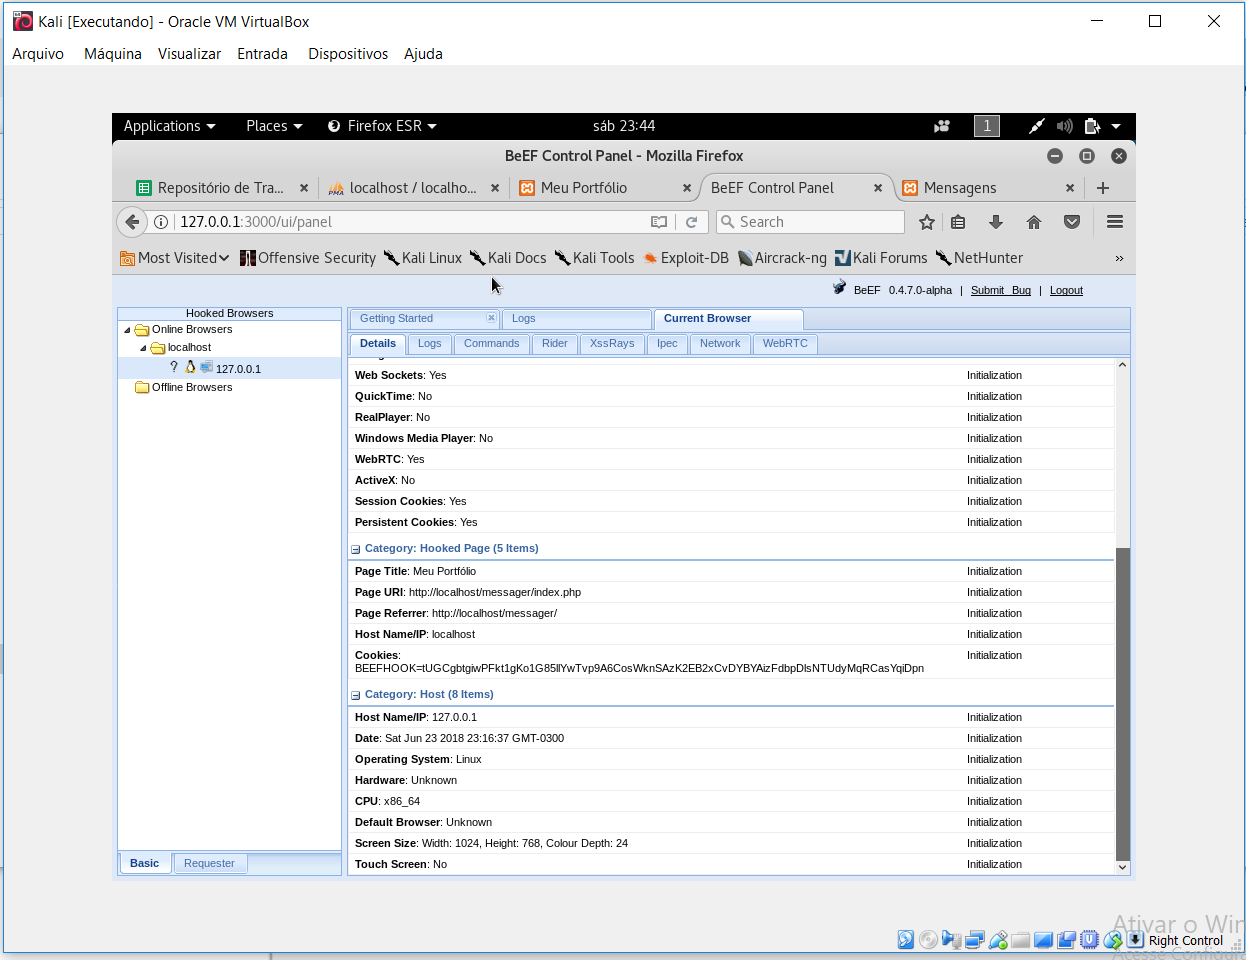 Kali [Executando] - Oracle VM VirtualBox
Arquivo Máquina Visualizar Entrada Dispositivos Ajuda
Applications Places Firefox ESR sáb 23:44 1
BeEF Control Panel - Mozilla Firefox
Repositório de Tra... localhost / localho... Meu Portfólio BeEF Control Panel Mensagens
127.0.0.1:3000/ui/panel Search
Most Visited Offensive Security Kali Linux Kali Docs Kali Tools Exploit-DB Aircrack-ng Kali Forums NetHunter »
BeEF 0.4.7.0-alpha | Submit Bug | Logout
Hooked Browsers
Online Browsers
localhost
? 127.0.0.1
Offline Browsers
Basic Requester
Getting Started Logs Current Browser
Details Logs Commands Rider XssRays Ipec Network WebRTC
Web Sockets: Yes Initialization
QuickTime: No Initialization
RealPlayer: No Initialization
Windows Media Player: No Initialization
WebRTC: Yes Initialization
ActiveX: No Initialization
Session Cookies: Yes Initialization
Persistent Cookies: Yes Initialization
Category: Hooked Page (5 Items)
Page Title: Meu Portfólio Initialization
Page URI: http://localhost/messager/index.php Initialization
Page Referrer: http://localhost/messager/ Initialization
Host Name/IP: localhost Initialization
Cookies: Initialization
BEEFHOOK=tUGCgbtgiwPFkt1gKo1G85llYwTvp9A6CosWknSAzK2EB2xCvDYBYAizFdbpDlsNTUdyMqRCasYqiDpn
Category: Host (8 Items)
Host Name/IP: 127.0.0.1 Initialization
Date: Sat Jun 23 2018 23:16:37 GMT-0300 Initialization
Operating System: Linux Initialization
Hardware: Unknown Initialization
CPU: x86_64 Initialization
Default Browser: Unknown Initialization
Screen Size: Width: 1024, Height: 768, Colour Depth: 24 Initialization
Touch Screen: No Initialization
Ativar o Win
Right Control